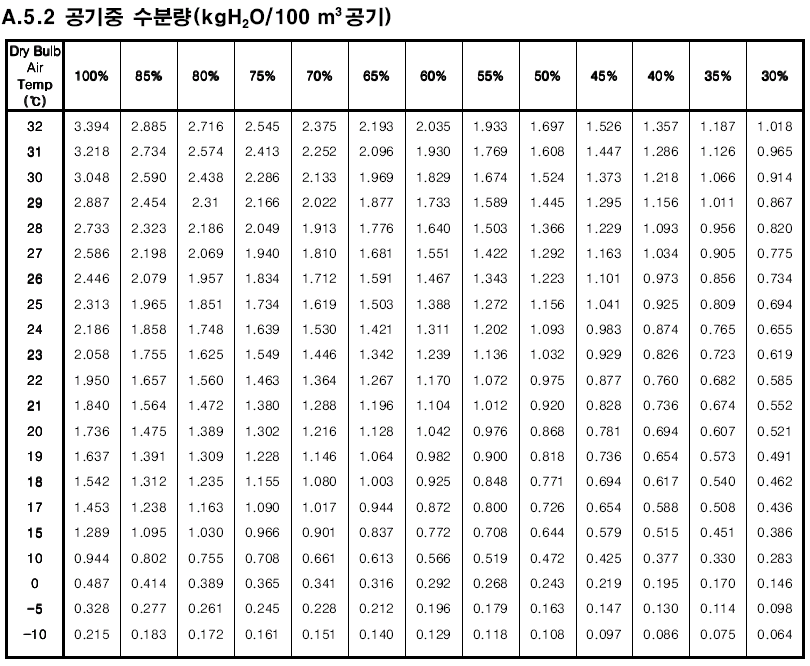 A.5.2 공기중 수분량(kgH₂O/100 m³공기)
Dry Bulb Air Temp (℃) 100% 85% 80% 75% 70% 65% 60% 55% 50% 45% 40% 35% 30%
32 3.394 2.885 2.716 2.545 2.375 2.193 2.035 1.933 1.697 1.526 1.357 1.187 1.018
31 3.218 2.734 2.574 2.413 2.252 2.096 1.930 1.769 1.608 1.447 1.286 1.126 0.965
30 3.048 2.590 2.438 2.286 2.133 1.969 1.829 1.674 1.524 1.373 1.218 1.066 0.914
29 2.887 2.454 2.31 2.166 2.022 1.877 1.733 1.589 1.445 1.295 1.156 1.011 0.867
28 2.733 2.323 2.186 2.049 1.913 1.776 1.640 1.503 1.366 1.229 1.093 0.956 0.820
27 2.586 2.198 2.069 1.940 1.810 1.681 1.551 1.422 1.292 1.163 1.034 0.905 0.775
26 2.446 2.079 1.957 1.834 1.712 1.591 1.467 1.343 1.223 1.101 0.973 0.856 0.734
25 2.313 1.965 1.851 1.734 1.619 1.503 1.388 1.272 1.156 1.041 0.925 0.809 0.694
24 2.186 1.858 1.748 1.639 1.530 1.421 1.311 1.202 1.093 0.983 0.874 0.765 0.655
23 2.058 1.755 1.625 1.549 1.446 1.342 1.239 1.136 1.032 0.929 0.826 0.723 0.619
22 1.950 1.657 1.560 1.463 1.364 1.267 1.170 1.072 0.975 0.877 0.760 0.682 0.585
21 1.840 1.564 1.472 1.380 1.288 1.196 1.104 1.012 0.920 0.828 0.736 0.674 0.552
20 1.736 1.475 1.389 1.302 1.216 1.128 1.042 0.976 0.868 0.781 0.694 0.607 0.521
19 1.637 1.391 1.309 1.228 1.146 1.064 0.982 0.900 0.818 0.736 0.654 0.573 0.491
18 1.542 1.312 1.235 1.155 1.080 1.003 0.925 0.848 0.771 0.694 0.617 0.540 0.462
17 1.453 1.238 1.163 1.090 1.017 0.944 0.872 0.800 0.726 0.654 0.588 0.508 0.436
15 1.289 1.095 1.030 0.966 0.901 0.837 0.772 0.708 0.644 0.579 0.515 0.451 0.386
10 0.944 0.802 0.755 0.708 0.661 0.613 0.566 0.519 0.472 0.425 0.377 0.330 0.283
0 0.487 0.414 0.389 0.365 0.341 0.316 0.292 0.268 0.243 0.219 0.195 0.170 0.146
-5 0.328 0.277 0.261 0.245 0.228 0.212 0.196 0.179 0.163 0.147 0.130 0.114 0.098
-10 0.215 0.183 0.172 0.161 0.151 0.140 0.129 0.118 0.108 0.097 0.086 0.075 0.064